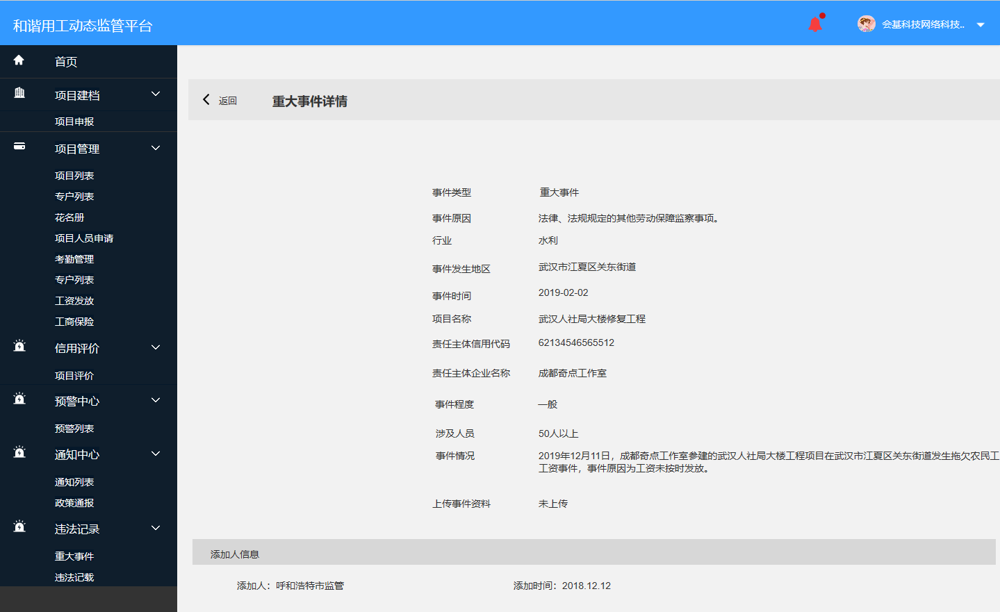 和谐用工动态监管平台
会基科技网络科技..
首页
项目建档
项目申报
项目管理
项目列表
专户列表
花名册
项目人员申请
考勤管理
专户列表
工资发放
工商保险
信用评价
项目评价
预警中心
预警列表
通知中心
通知列表
政策通报
违法记录
重大事件
违法记载
返回 重大事件详情
事件类型 重大事件
事件原因 法律、法规规定的其他劳动保障监察事项。
行业 水利
事件发生地区 武汉市江夏区关东街道
事件时间 2019-02-02
项目名称 武汉人社局大楼修复工程
责任主体信用代码 62134546565512
责任主体企业名称 成都奇点工作室
事件程度 一般
涉及人员 50人以上
事件情况 2019年12月11日，成都奇点工作室参建的武汉人社局大楼工程项目在武汉市江夏区关东街道发生拖欠农民工
工资事件，事件原因为工资未按时发放。
上传事件资料 未上传
添加人信息
添加人：呼和浩特市监管 添加时间：2018.12.12